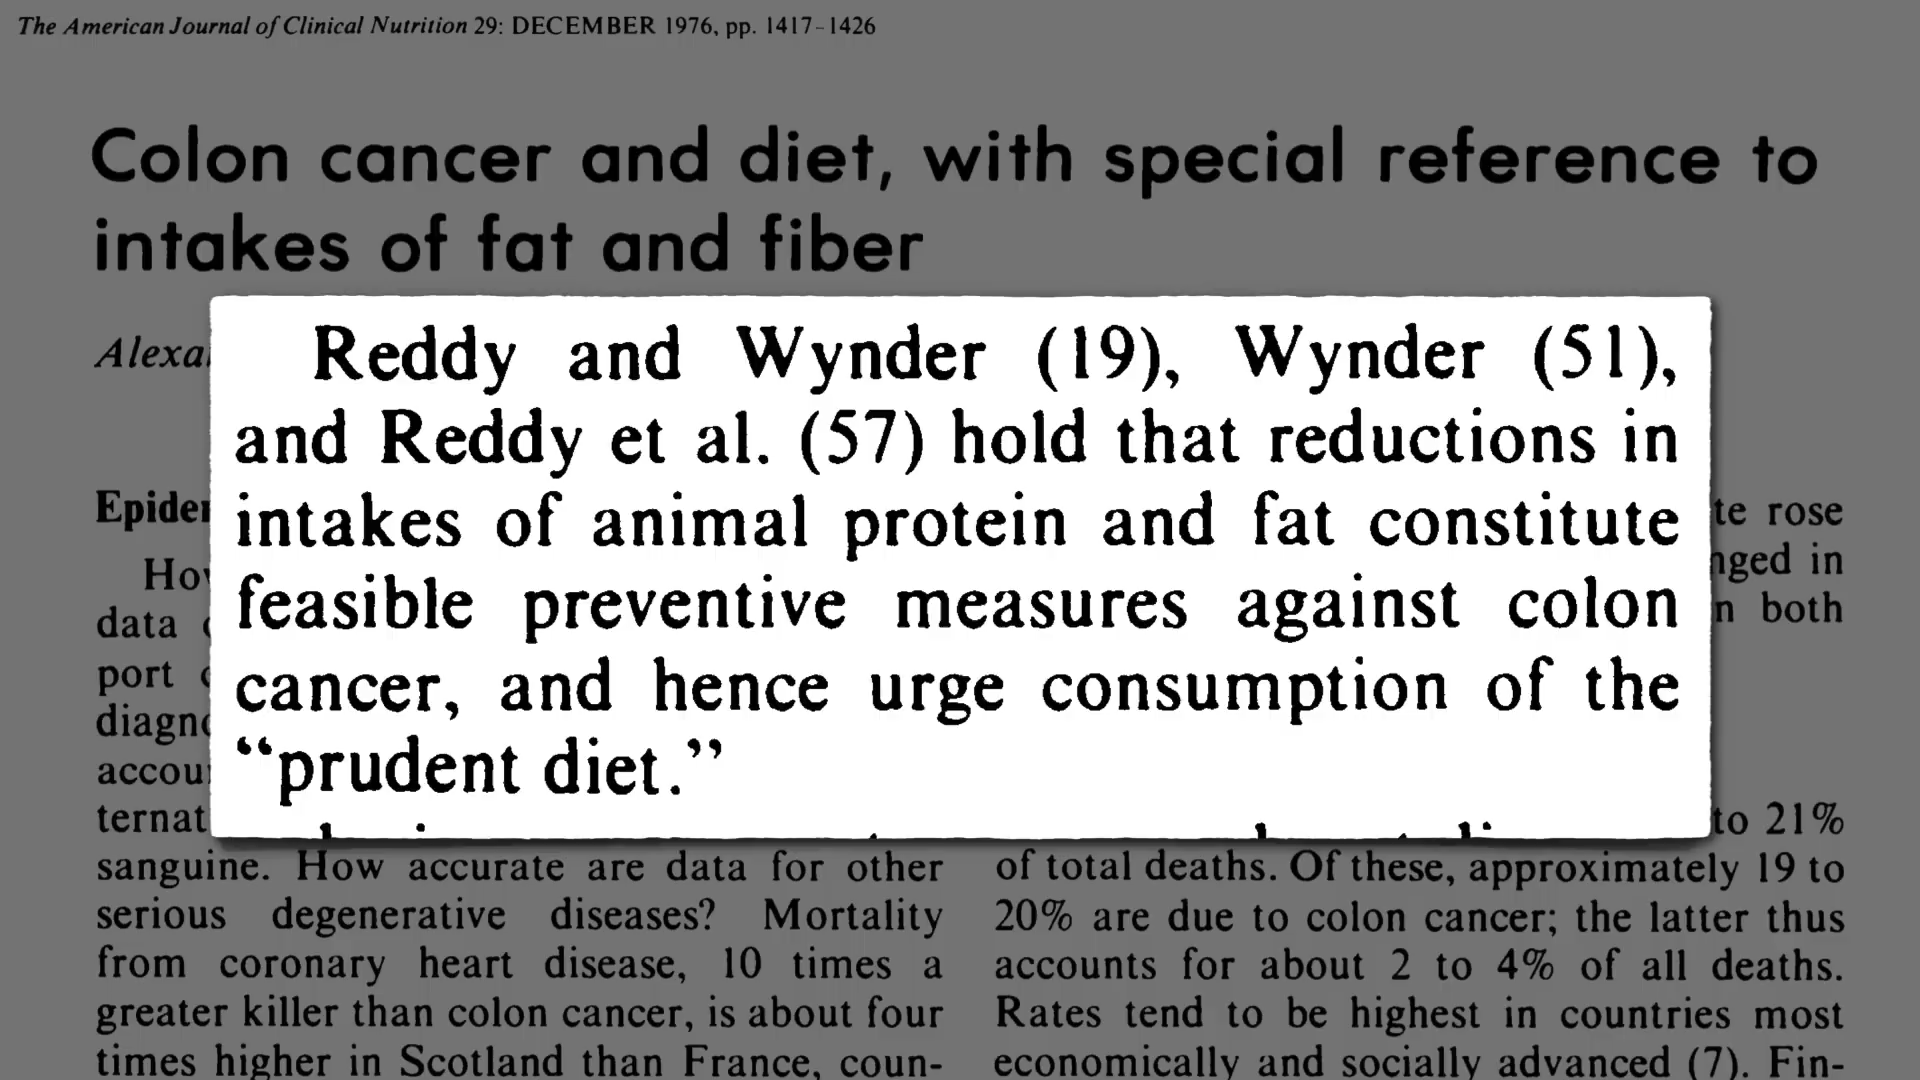 The American Journal of Clinical Nutrition 29: DECEMBER 1976, pp. 1417–1426
Colon cancer and diet, with special reference to
intakes of fat and fiber
Reddy and Wynder (19), Wynder (51),
and Reddy et al. (57) hold that reductions in
intakes of animal protein and fat constitute
feasible preventive measures against colon
cancer, and hence urge consumption of the
“prudent diet.”
data
port
rose
in
both
to 21%
sanguine. How accurate are data for other
serious degenerative diseases? Mortality
from coronary heart disease, 10 times a
greater killer than colon cancer, is about four
times higher in Scotland than France, coun-
of total deaths. Of these, approximately 19 to
20% are due to colon cancer; the latter thus
accounts for about 2 to 4% of all deaths.
Rates tend to be highest in countries most
economically and socially advanced (7). Fin-